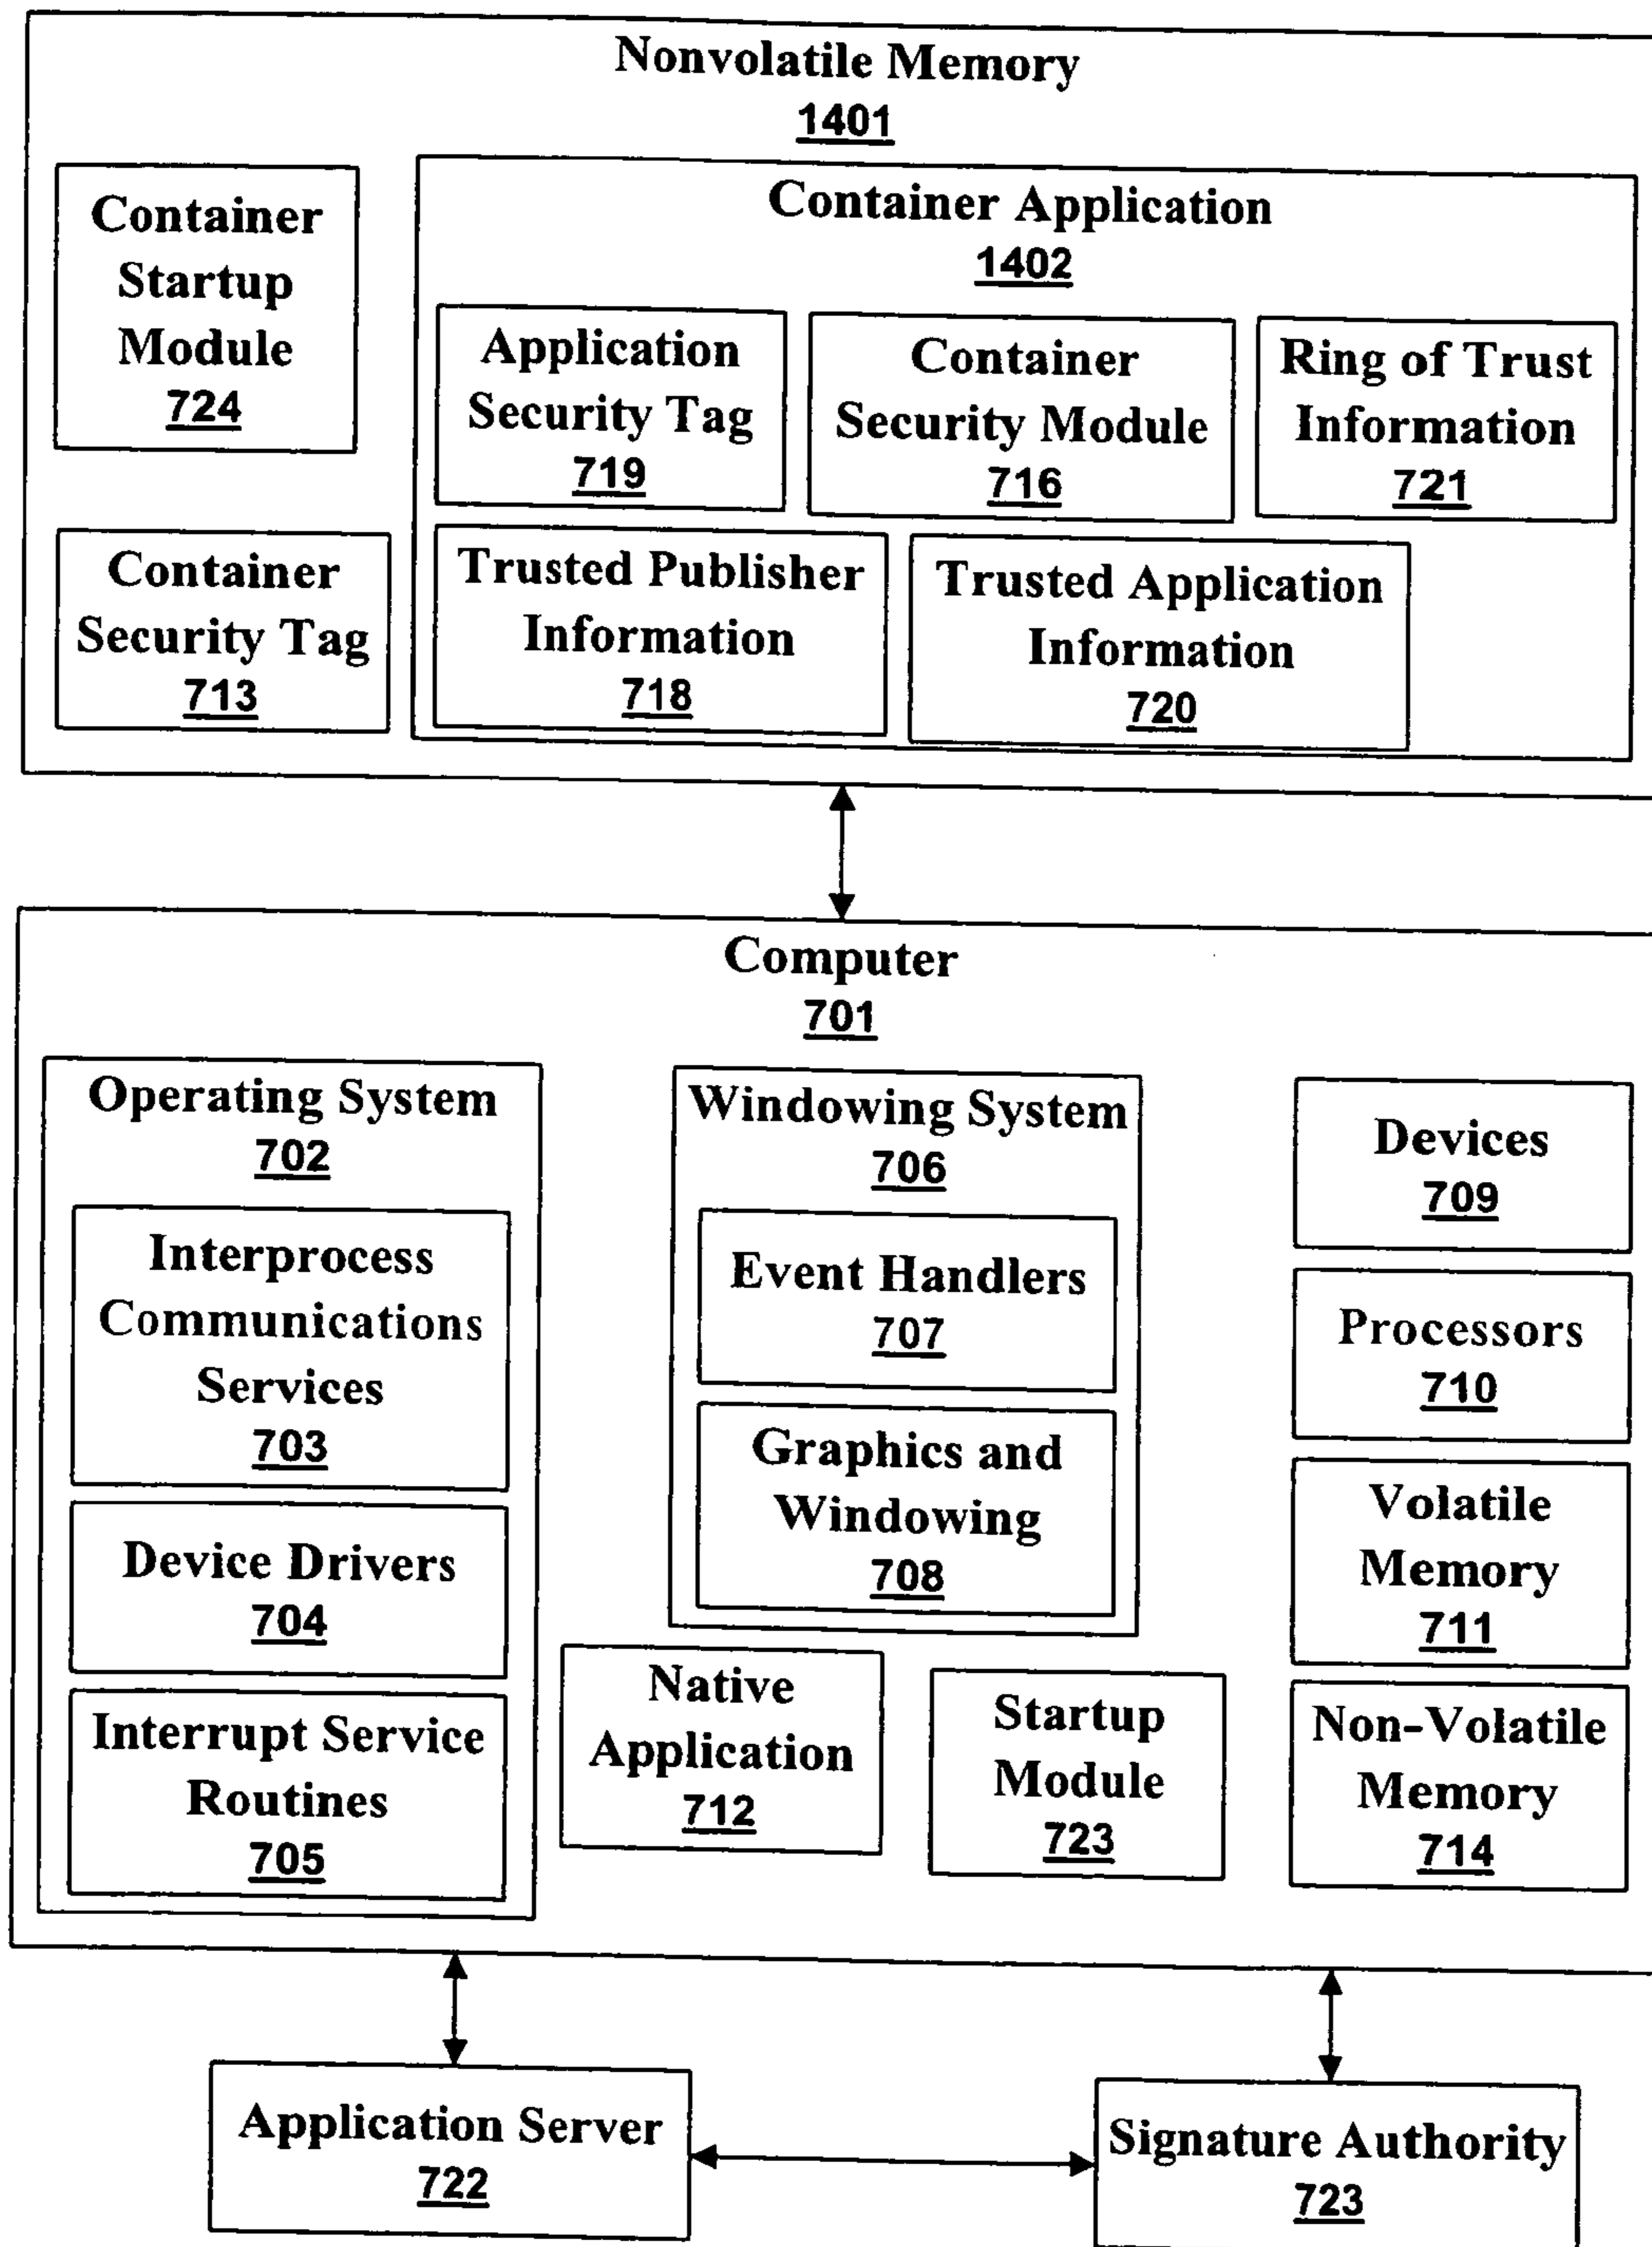 Nonvolatile Memory
1401
Container
Startup
Module
724
Container Application
1402
Application
Security Tag
719
Container
Security Module
716
Ring of Trust
Information
721
Container
Security Tag
713
Trusted Publisher
Information
718
Trusted Application
Information
720
Computer
701
Operating System
702
Interprocess
Communications
Services
703
Device Drivers
704
Interrupt Service
Routines
705
Windowing System
706
Event Handlers
707
Graphics and
Windowing
708
Native
Application
712
Startup
Module
723
Devices
709
Processors
710
Volatile
Memory
711
Non-Volatile
Memory
714
Application Server
722
Signature Authority
723